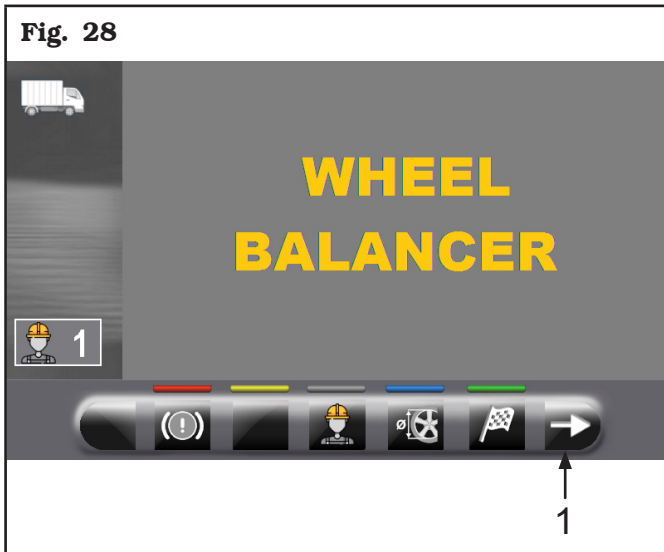 Fig. 28
WHEEL
BALANCER
1
(!)
ø
1